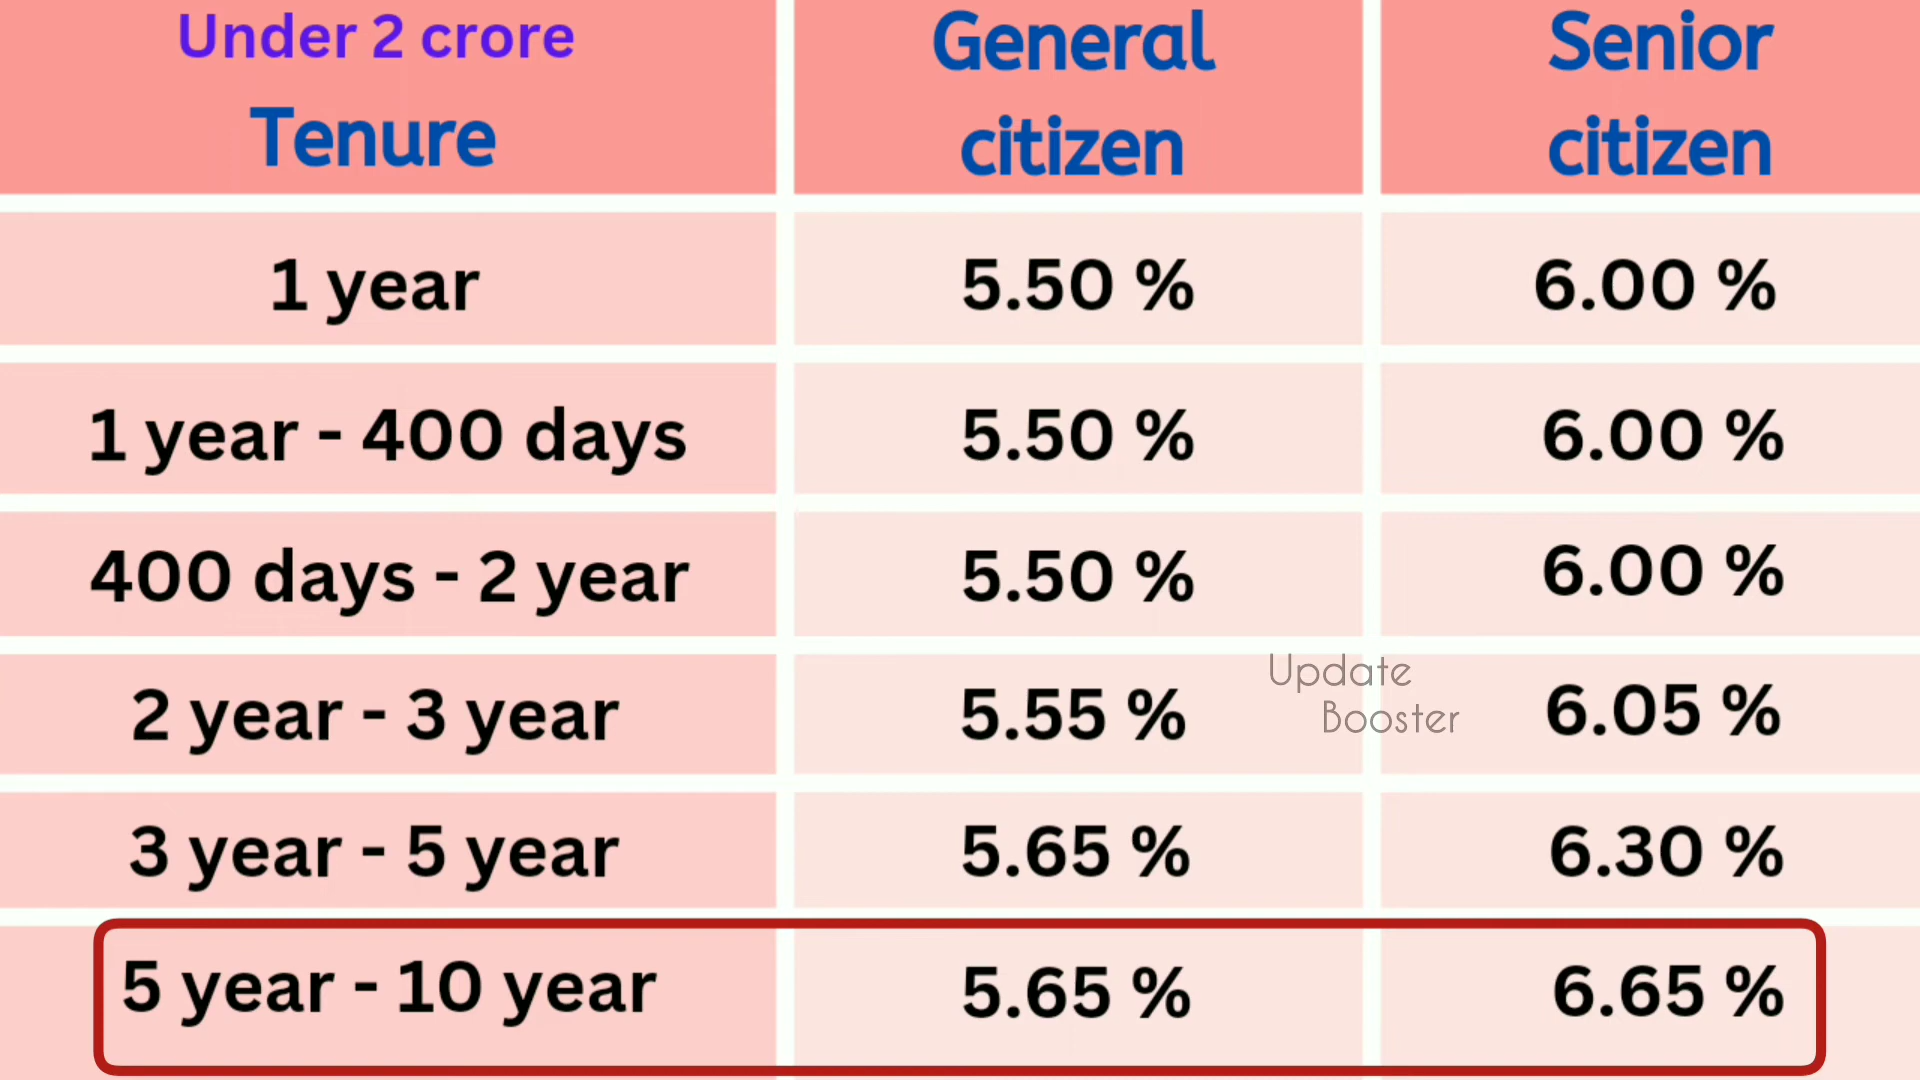 Under 2 crore
Tenure
General
citizen
Senior
citizen
1 year
5.50 %
6.00 %
1 year - 400 days
5.50 %
6.00 %
400 days - 2 year
5.50 %
6.00 %
2 year - 3 year
5.55 %
Update
Booster
6.05 %
3 year - 5 year
5.65 %
6.30 %
5 year - 10 year
5.65 %
6.65 %